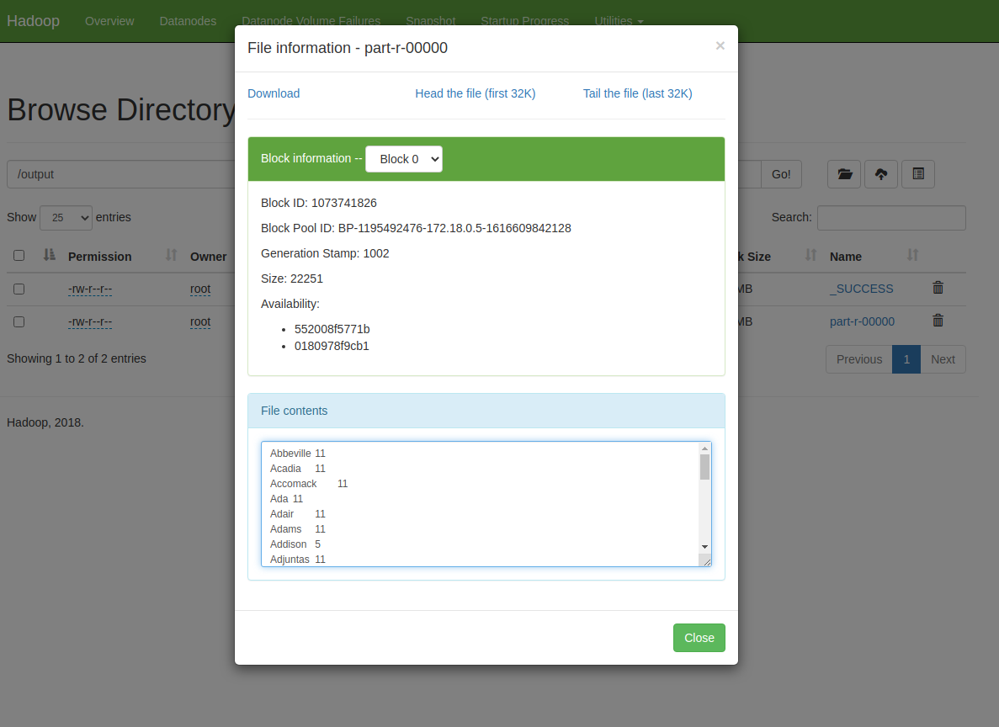 Hadoop Overview Datanodes Datanode Volume Failures Snapshot Startup Progress Utilities
Browse Directory
/output Go!
Show 25 entries Search:
Permission Owner k Size Name
-rw-r--r-- root MB _SUCCESS
-rw-r--r-- root MB part-r-00000
Showing 1 to 2 of 2 entries Previous 1 Next
Hadoop, 2018.
File information - part-r-00000 ×
Download Head the file (first 32K) Tail the file (last 32K)
Block information -- Block 0
Block ID: 1073741826
Block Pool ID: BP-1195492476-172.18.0.5-1616609842128
Generation Stamp: 1002
Size: 22251
Availability:
• 552008f5771b
• 0180978f9cb1
File contents
Abbeville 11
Acadia 11
Accomack 11
Ada 11
Adair 11
Adams 11
Addison 5
Adjuntas 11
Close